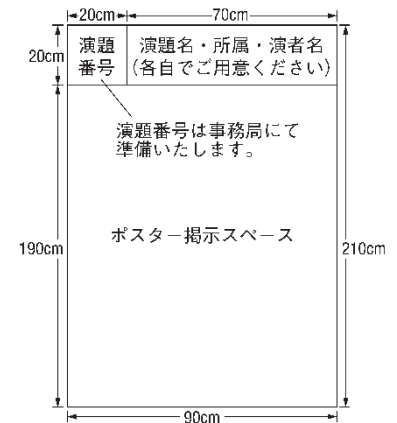 20cm
70cm
20cm
演題
番号
演題名・所属・演者名
(各自でご用意ください)
演題番号は事務局にて
準備いたします。
ポスター掲示スペース
190cm
210cm
90cm